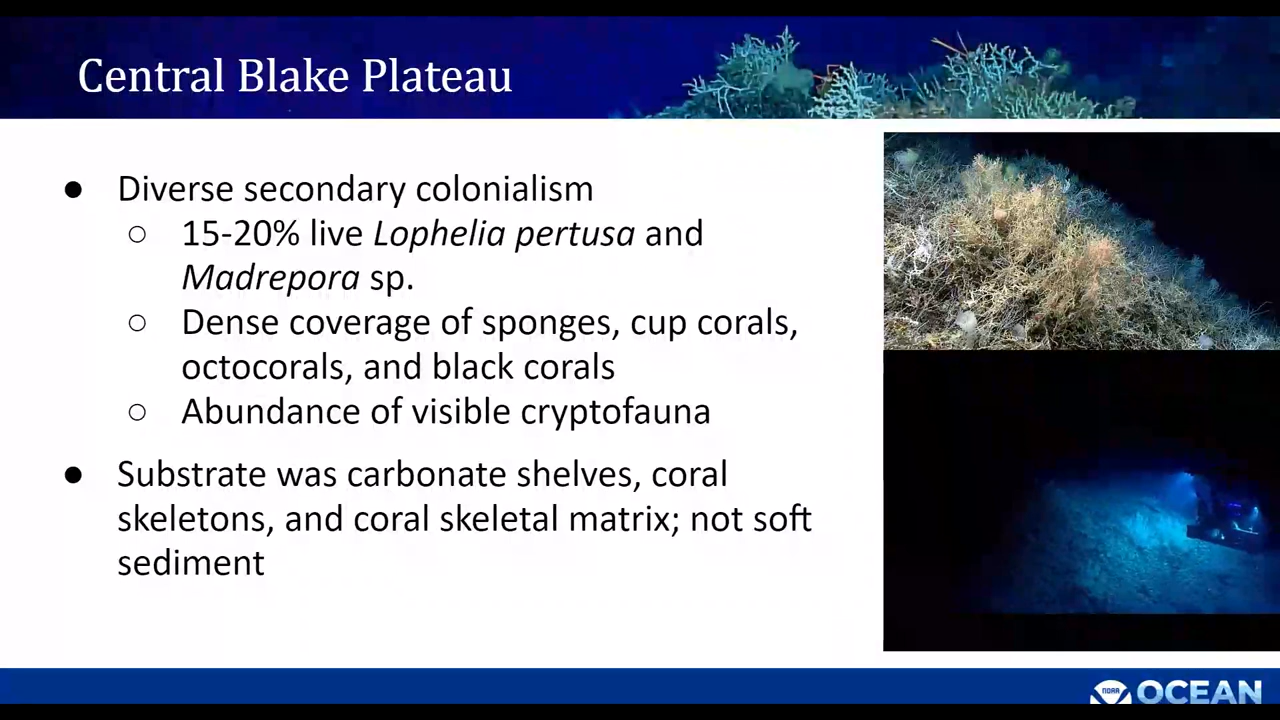 Central Blake Plateau
● Diverse secondary colonialism
○ 15-20% live Lophelia pertusa and
Madrepora sp.
○ Dense coverage of sponges, cup corals,
octocorals, and black corals
○ Abundance of visible cryptofauna
● Substrate was carbonate shelves, coral
skeletons, and coral skeletal matrix; not soft
sediment
NOAA OCEAN